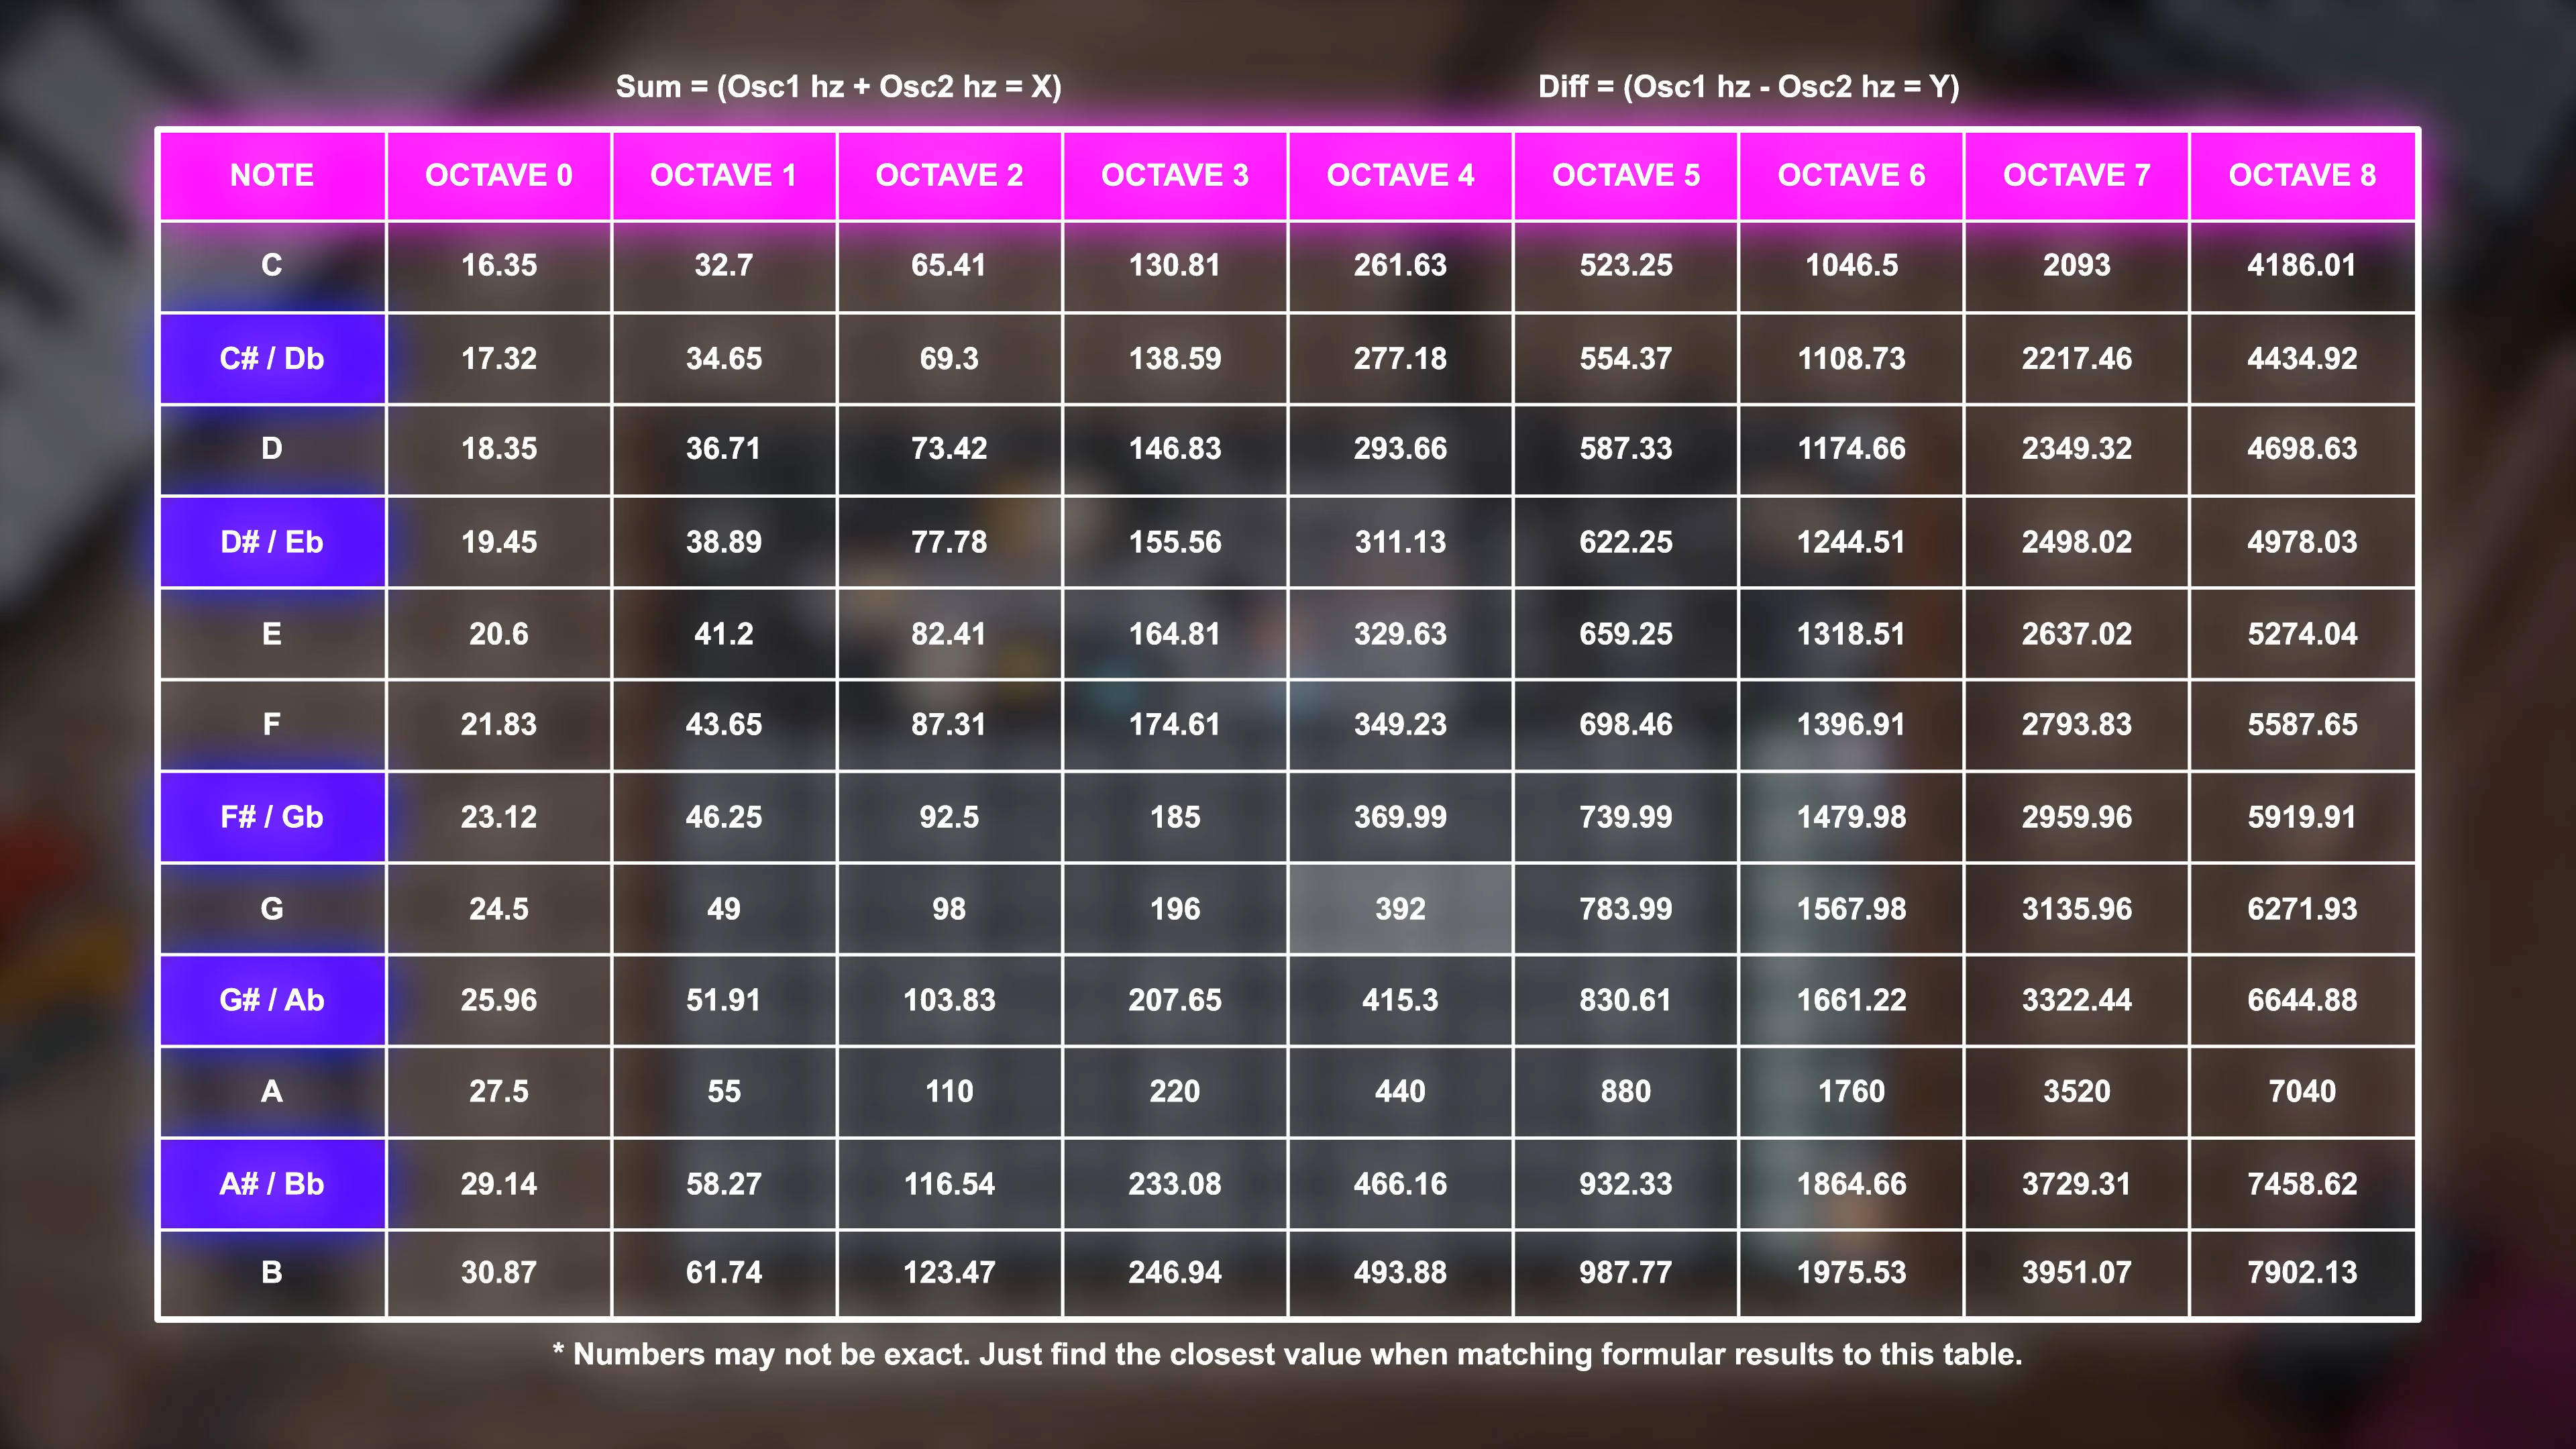 Sum = (Osc1 hz + Osc2 hz = X) Diff = (Osc1 hz - Osc2 hz = Y)
NOTE OCTAVE 0 OCTAVE 1 OCTAVE 2 OCTAVE 3 OCTAVE 4 OCTAVE 5 OCTAVE 6 OCTAVE 7 OCTAVE 8
C 16.35 32.7 65.41 130.81 261.63 523.25 1046.5 2093 4186.01
C# / Db 17.32 34.65 69.3 138.59 277.18 554.37 1108.73 2217.46 4434.92
D 18.35 36.71 73.42 146.83 293.66 587.33 1174.66 2349.32 4698.63
D# / Eb 19.45 38.89 77.78 155.56 311.13 622.25 1244.51 2498.02 4978.03
E 20.6 41.2 82.41 164.81 329.63 659.25 1318.51 2637.02 5274.04
F 21.83 43.65 87.31 174.61 349.23 698.46 1396.91 2793.83 5587.65
F# / Gb 23.12 46.25 92.5 185 369.99 739.99 1479.98 2959.96 5919.91
G 24.5 49 98 196 392 783.99 1567.98 3135.96 6271.93
G# / Ab 25.96 51.91 103.83 207.65 415.3 830.61 1661.22 3322.44 6644.88
A 27.5 55 110 220 440 880 1760 3520 7040
A# / Bb 29.14 58.27 116.54 233.08 466.16 932.33 1864.66 3729.31 7458.62
B 30.87 61.74 123.47 246.94 493.88 987.77 1975.53 3951.07 7902.13
* Numbers may not be exact. Just find the closest value when matching formular results to this table.